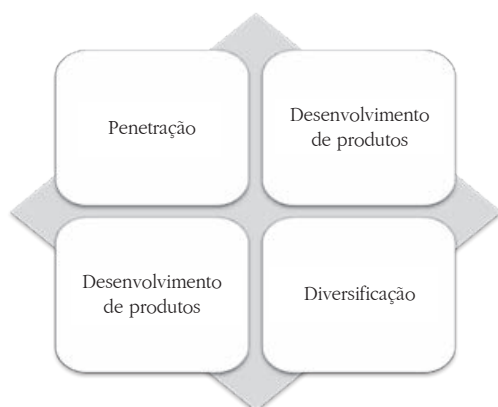 Penetração
Desenvolvimento
de produtos
Desenvolvimento
de produtos
Diversificação